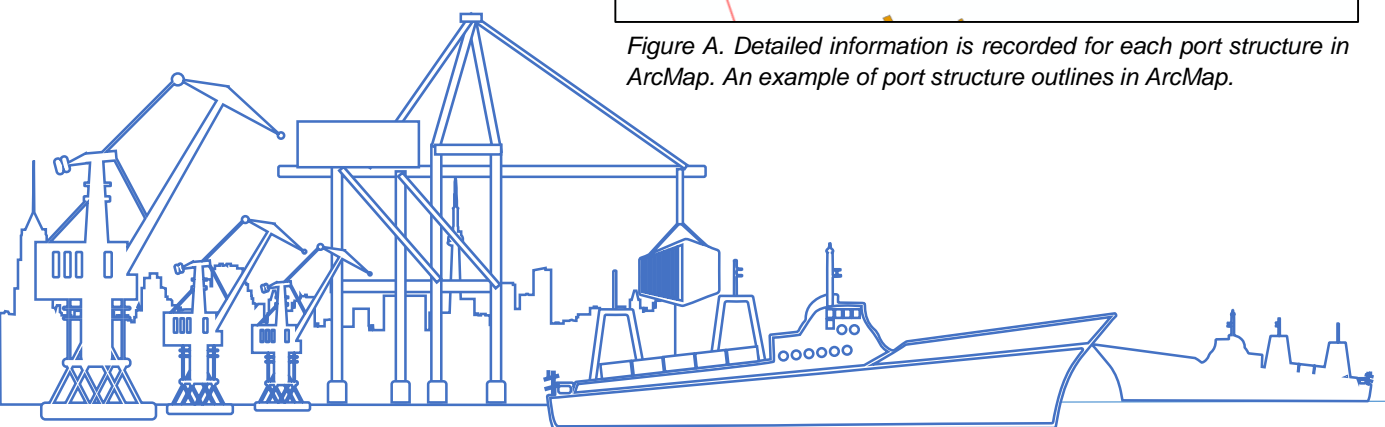 Figure A. Detailed information is recorded for each port structure in
ArcMap. An example of port structure outlines in ArcMap.